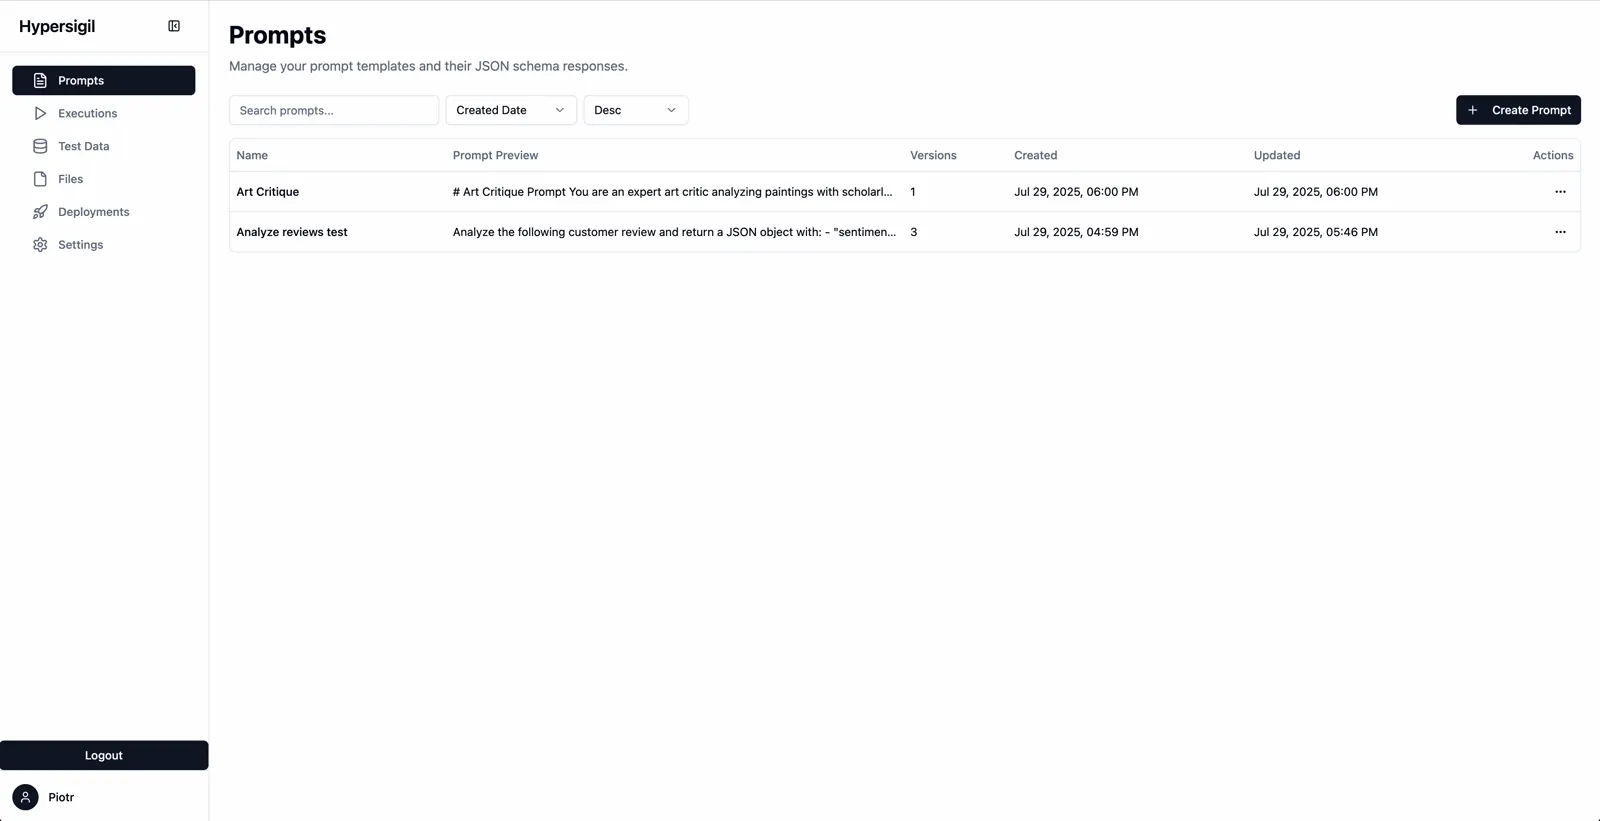 Hypersigil
Prompts
Executions
Test Data
Files
Deployments
Settings
Logout
Piotr
Prompts
Manage your prompt templates and their JSON schema responses.
Search prompts...
Created Date
Desc
Create Prompt
Name Prompt Preview Versions Created Updated Actions
Art Critique # Art Critique Prompt You are an expert art critic analyzing paintings with scholarl... 1 Jul 29, 2025, 06:00 PM Jul 29, 2025, 06:00 PM
Analyze reviews test Analyze the following customer review and return a JSON object with: - "sentimen... 3 Jul 29, 2025, 04:59 PM Jul 29, 2025, 05:46 PM